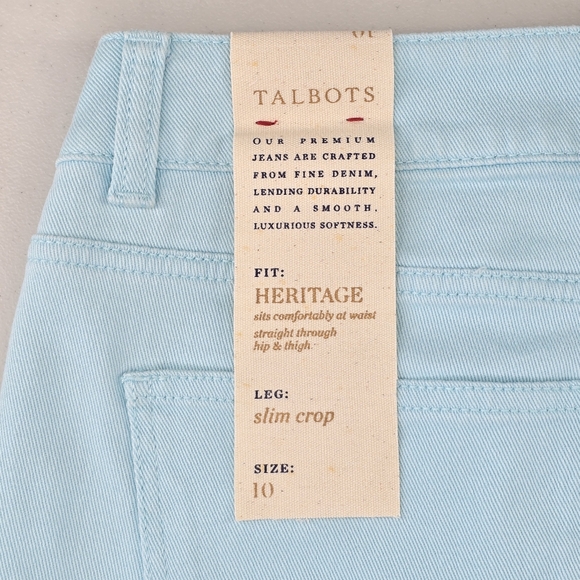 10
TALBOTS
OUR PREMIUM
JEANS ARE CRAFTED
FROM FINE DENIM,
LENDING DURABILITY
AND A SMOOTH,
LUXURIOUS SOFTNESS.
FIT:
HERITAGE
sits comfortably at waist
straight through
hip & thigh
LEG:
slim crop
SIZE:
10